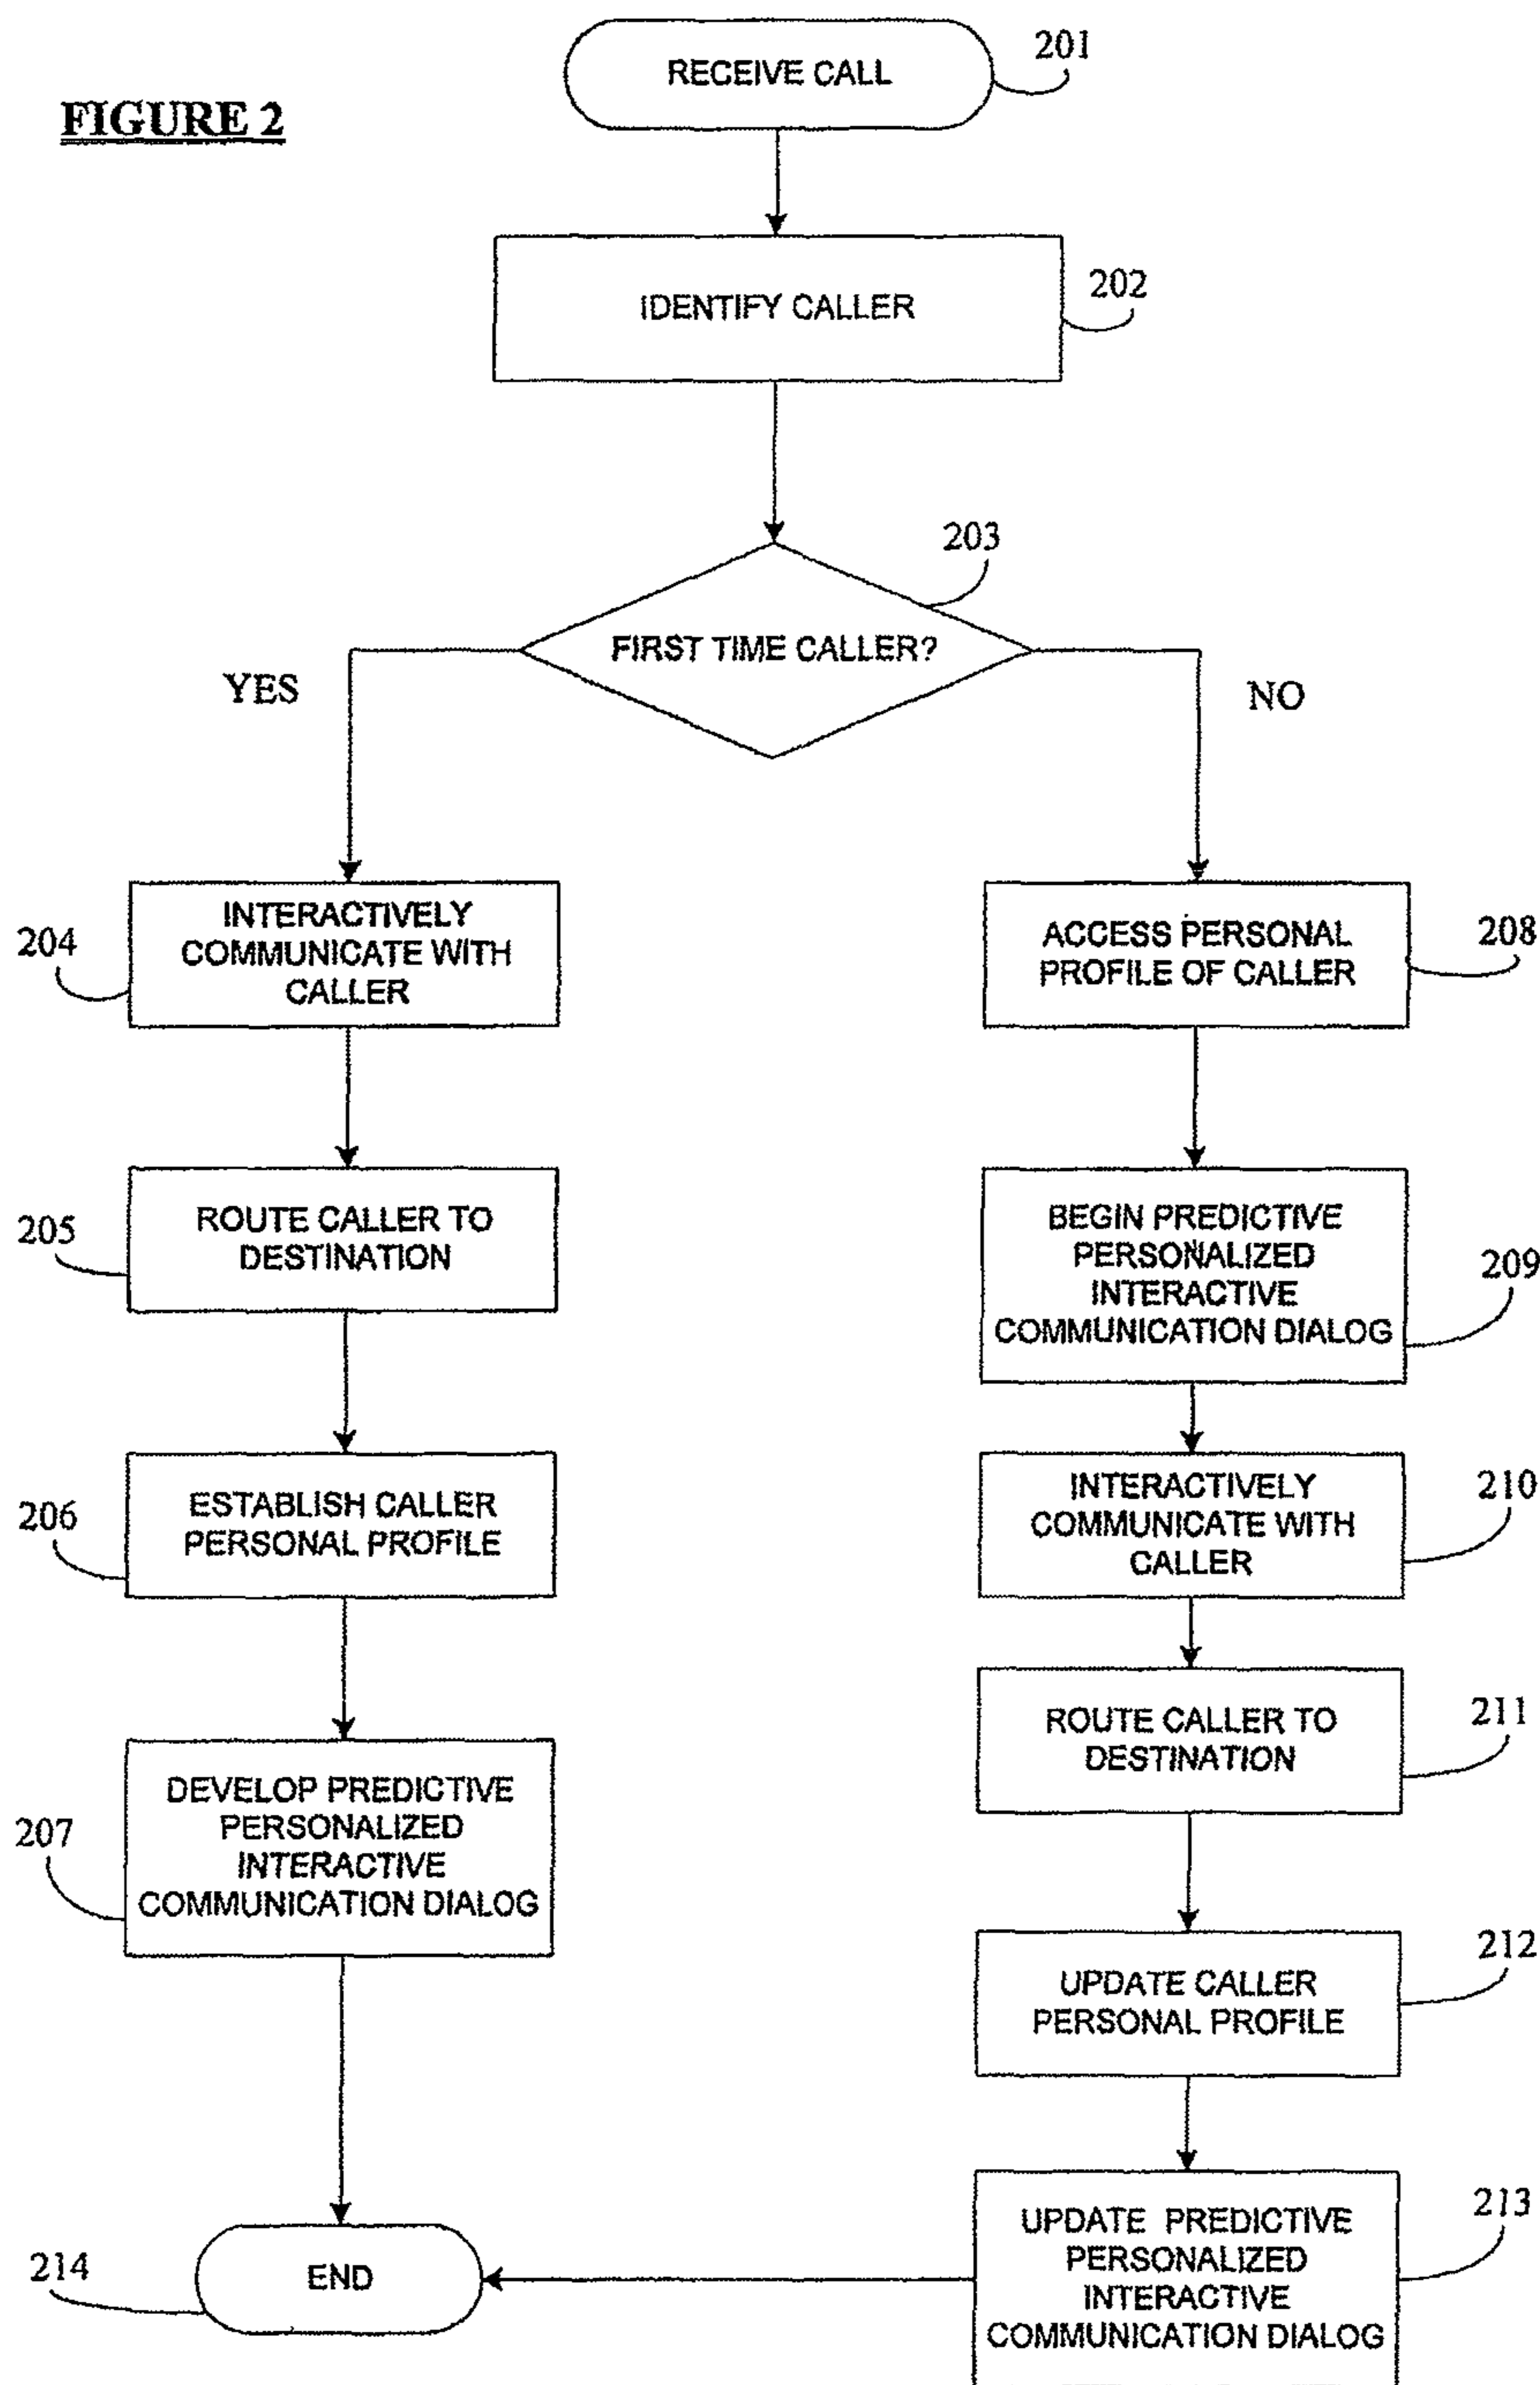 FIGURE 2
RECEIVE CALL
201
IDENTIFY CALLER
202
203
FIRST TIME CALLER?
YES
NO
204
INTERACTIVELY
COMMUNICATE WITH
CALLER
205
ROUTE CALLER TO
DESTINATION
206
ESTABLISH CALLER
PERSONAL PROFILE
207
DEVELOP PREDICTIVE
PERSONALIZED
INTERACTIVE
COMMUNICATION DIALOG
ACCESS PERSONAL
PROFILE OF CALLER
208
BEGIN PREDICTIVE
PERSONALIZED
INTERACTIVE
COMMUNICATION DIALOG
209
INTERACTIVELY
COMMUNICATE WITH
CALLER
210
ROUTE CALLER TO
DESTINATION
211
UPDATE CALLER
PERSONAL PROFILE
212
UPDATE PREDICTIVE
PERSONALIZED
INTERACTIVE
COMMUNICATION DIALOG
213
214
END